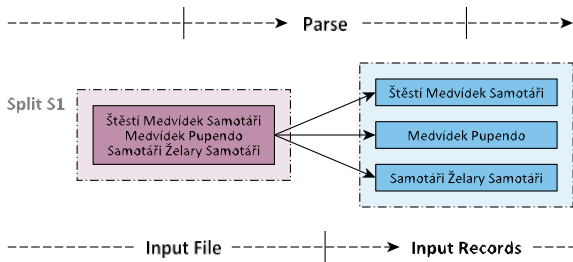 Parse
Split S1
Štěstí Medvídek Samotáři
Medvídek Pupendo
Samotáři Želary Samotáři
Štěstí Medvídek Samotáři
Medvídek Pupendo
Samotáři Želary Samotáři
Input File
Input Records